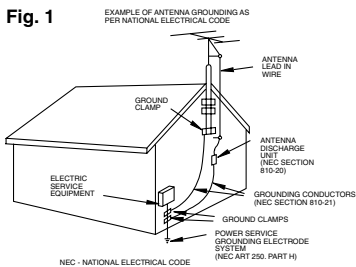 Fig. 1
EXAMPLE OF ANTENNA GROUNDING AS
PER NATIONAL ELECTRICAL CODE
ANTENNA
LEAD IN
WIRE
GROUND
CLAMP
ANTENNA
DISCHARGE
UNIT
(NEC SECTION
810-20)
ELECTRIC
SERVICE
EQUIPMENT
GROUNDING CONDUCTORS
(NEC SECTION 810-21)
GROUND CLAMPS
POWER SERVICE
GROUNDING ELECTRODE
SYSTEM
(NEC ART 250. PART H)
NEC - NATIONAL ELECTRICAL CODE